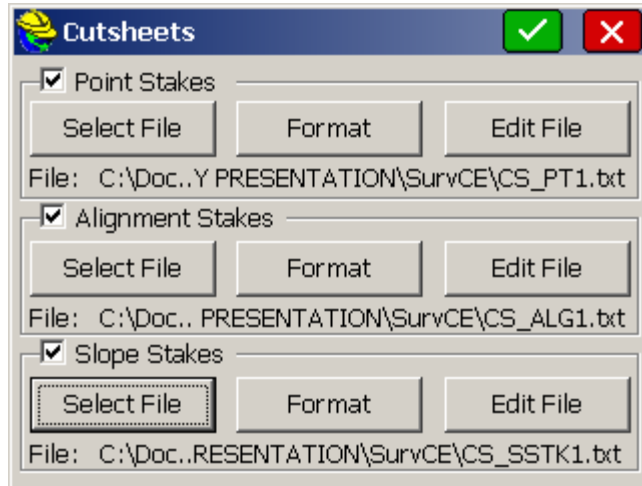 Cutsheets
Point Stakes
Select File Format Edit File
File: C:\Doc..Y PRESENTATION\SurvCE\CS_PT1.txt
Alignment Stakes
Select File Format Edit File
File: C:\Doc.. PRESENTATION\SurvCE\CS_ALG1.txt
Slope Stakes
Select File Format Edit File
File: C:\Doc..RESENTATION\SurvCE\CS_SSTK1.txt